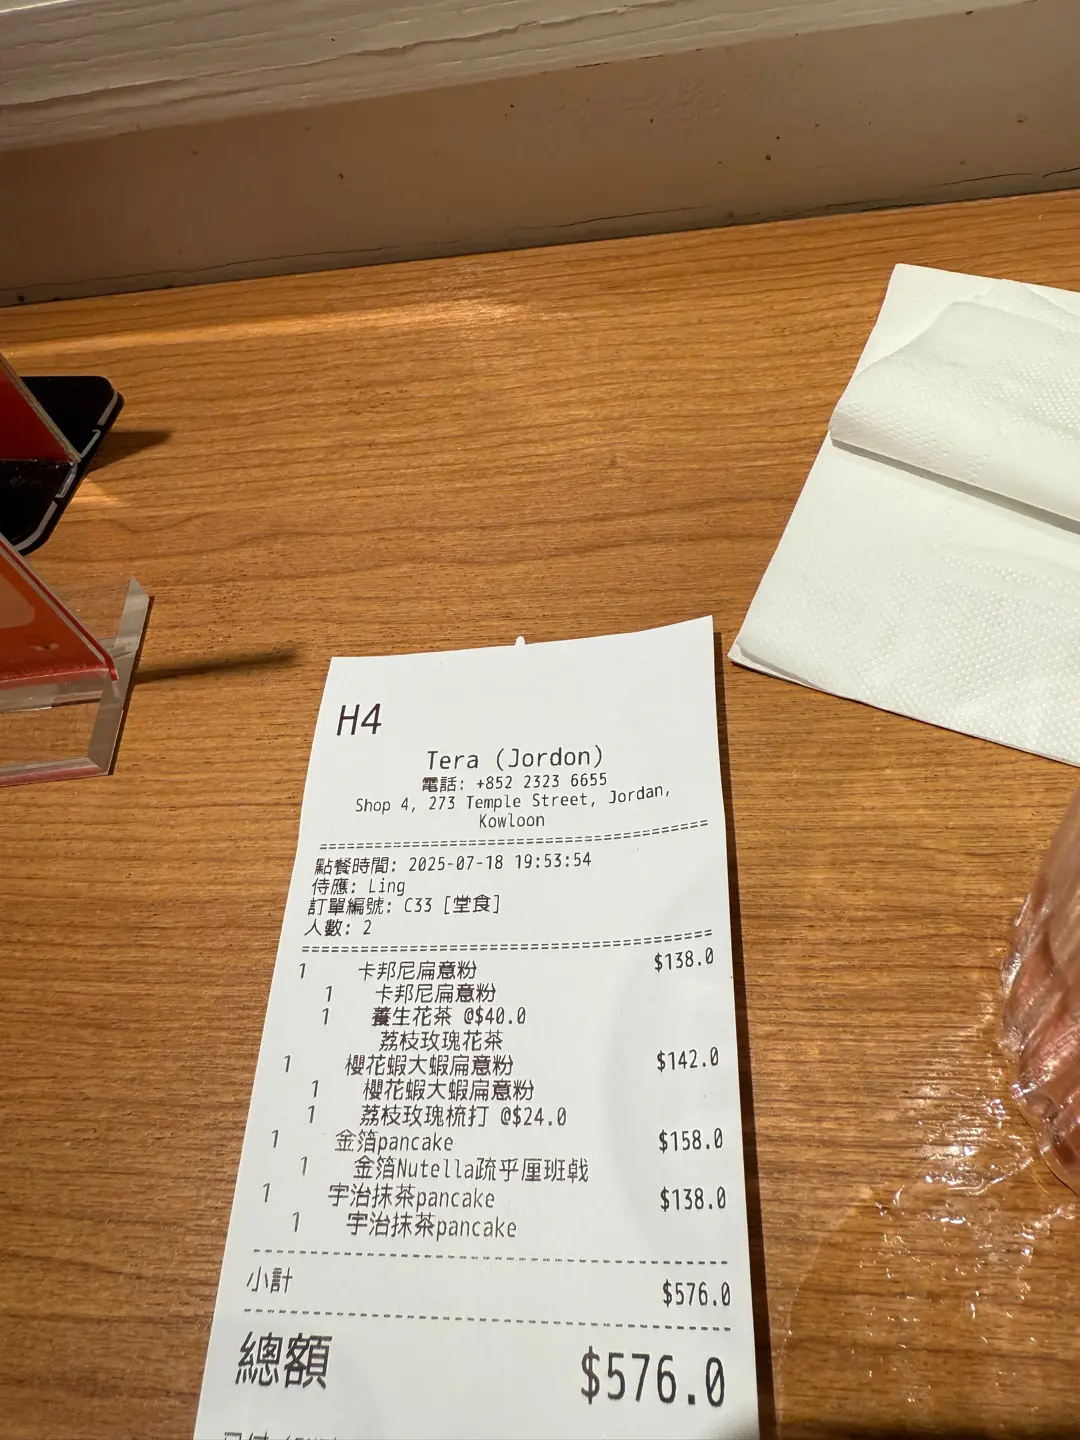 H4
Tera (Jordon)
電話: +852 2323 6655
Shop 4, 273 Temple Street, Jordan,
Kowloon
點餐時間: 2025-07-18 19:53:54
侍應: Ling
訂單編號: C33 [堂食]
人數: 2
1 卡邦尼扁意粉 $138.0
1 卡邦尼扁意粉
1 養生花茶 @$40.0
荔枝玫瑰花茶
1 櫻花蝦大蝦扁意粉 $142.0
1 櫻花蝦大蝦扁意粉
1 荔枝玫瑰梳打 @$24.0
1 金箔pancake $158.0
1 金箔Nutella疏乎厘班戟
1 宇治抹茶pancake $138.0
1 宇治抹茶pancake
小計 $576.0
總額 $576.0